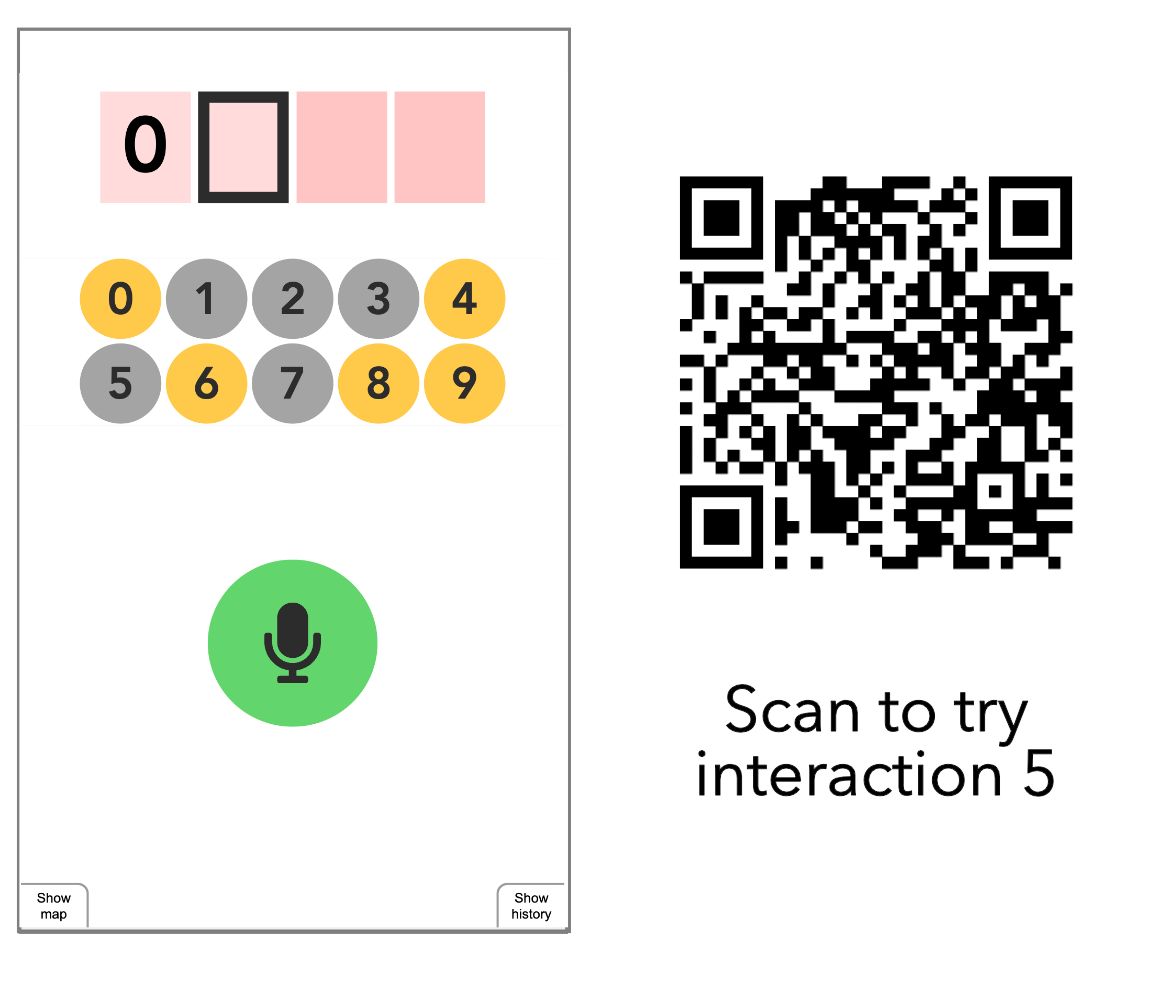 0
0 1 2 3 4
5 6 7 8 9
Show
map
Show
history
Scan to try
interaction 5